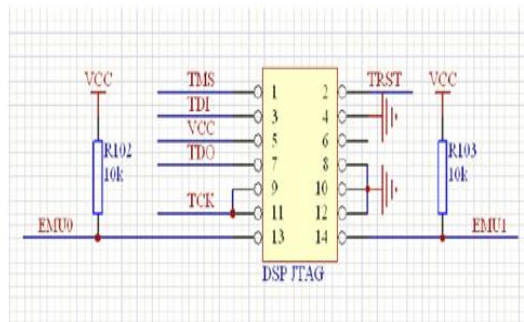 VCC TMS TRST VCC
1 2
TDI
3 4
VCC
5 6
R102 TDO R103
7 8
10k 10k
9 10
TCK
11 12
EMU0 EMU1
13 14
DSP JTAG